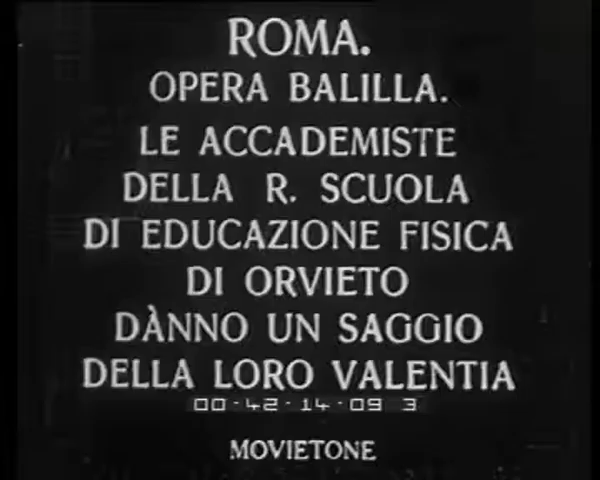 ROMA.
OPERA BALILLA.
LE ACCADEMISTE
DELLA R. SCUOLA
DI EDUCAZIONE FISICA
DI ORVIETO
DÀNNO UN SAGGIO
DELLA LORO VALENTIA
00-42-14-09 3
MOVIETONE